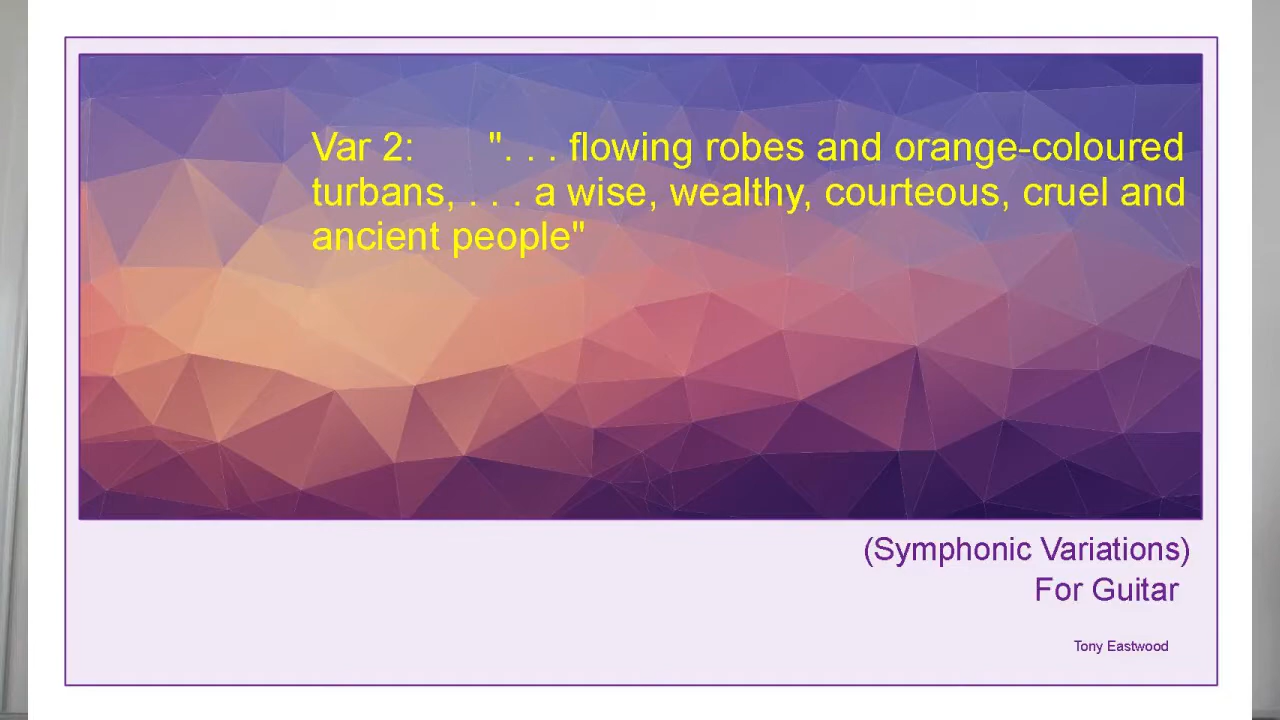 Var 2: ". . . flowing robes and orange-coloured
turbans, . . . a wise, wealthy, courteous, cruel and
ancient people"
(Symphonic Variations)
For Guitar
Tony Eastwood